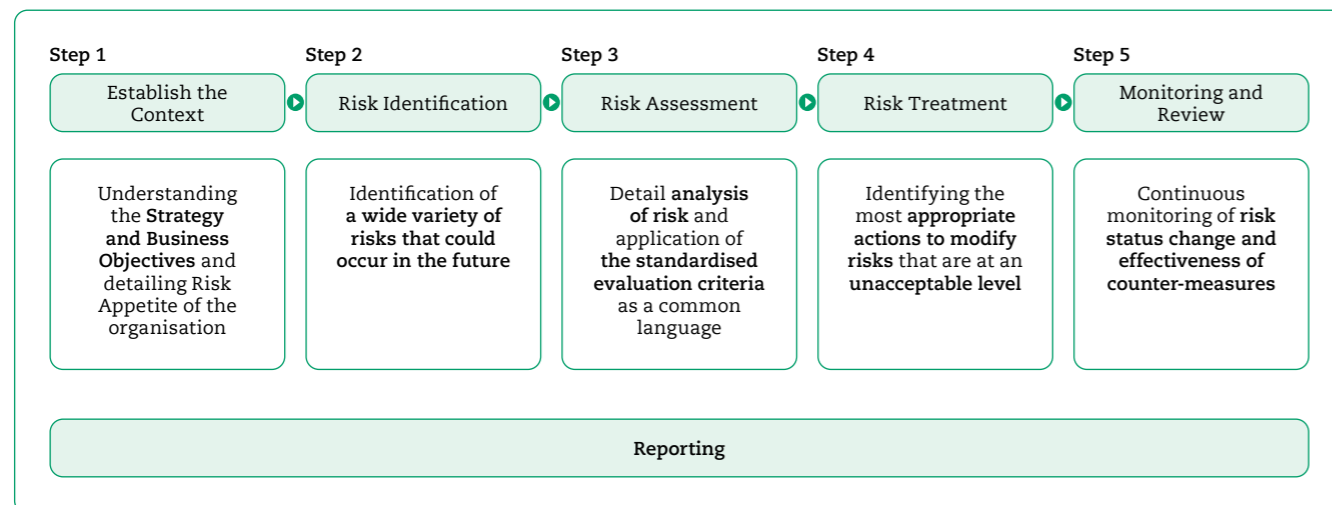 Step 1
Establish the
Context
Understanding
the Strategy
and Business
Objectives and
detailing Risk
Appetite of the
organisation
Step 2
Risk Identification
Identification of
a wide variety of
risks that could
occur in the future
Step 3
Risk Assessment
Detail analysis
of risk and
application of
the standardised
evaluation criteria
as a common
language
Step 4
Risk Treatment
Identifying the
most appropriate
actions to modify
risks that are at an
unacceptable level
Step 5
Monitoring and
Review
Continuous
monitoring of risk
status change and
effectiveness of
counter-measures
Reporting